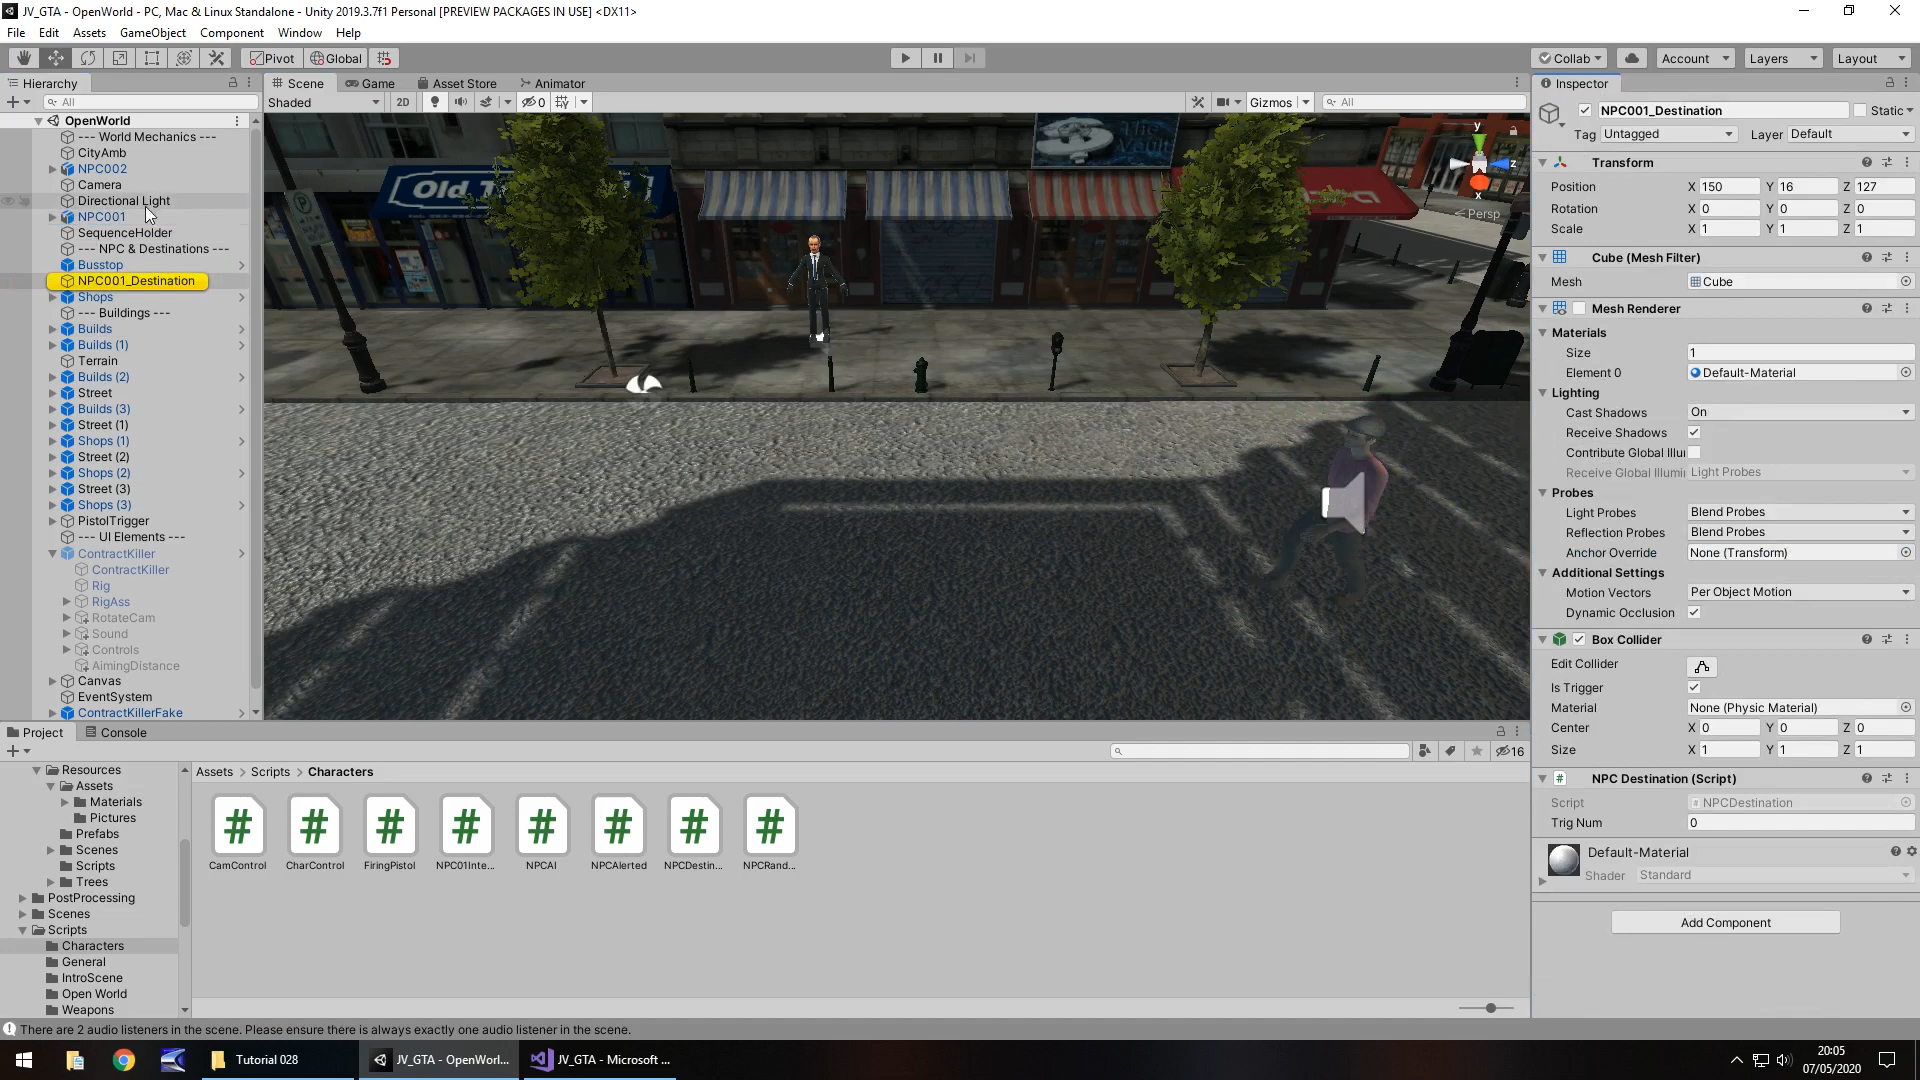 JV_GTA - OpenWorld - PC, Mac & Linux Standalone - Unity 2019.3.7f1 Personal [PREVIEW PACKAGES IN USE] <DX11>
File Edit Assets GameObject Component Window Help
Pivot Global Collab Account Layers Layout
Hierarchy
All
OpenWorld
--- World Mechanics ---
CityAmb
NPC002
Camera
Directional Light
NPC001
SequenceHolder
--- NPC & Destinations ---
Busstop
NPC001_Destination
Shops
--- Buildings ---
Builds
Builds (1)
Terrain
Builds (2)
Street
Builds (3)
Street (1)
Shops (1)
Street (2)
Shops (2)
Street (3)
Shops (3)
PistolTrigger
--- UI Elements ---
ContractKiller
ContractKiller
Rig
RigAss
RotateCam
Sound
Controls
AimingDistance
Canvas
EventSystem
ContractKillerFake
Scene Game Asset Store Animator
Shaded 2D 0 Gizmos All
The Vault
Old T
y
z
x
Persp
Inspector
NPC001_Destination Static
Tag Untagged Layer Default
Transform
Position X 150 Y 16 Z 127
Rotation X 0 Y 0 Z 0
Scale X 1 Y 1 Z 1
Cube (Mesh Filter)
Mesh Cube
Mesh Renderer
Materials
Size 1
Element 0 Default-Material
Lighting
Cast Shadows On
Receive Shadows
Contribute Global Illu
Receive Global Illumi Light Probes
Probes
Light Probes Blend Probes
Reflection Probes Blend Probes
Anchor Override None (Transform)
Additional Settings
Motion Vectors Per Object Motion
Dynamic Occlusion
Box Collider
Edit Collider
Is Trigger
Material None (Physic Material)
Center X 0 Y 0 Z 0
Size X 1 Y 1 Z 1
NPC Destination (Script)
Script NPCDestination
Trig Num 0
Default-Material
Shader Standard
Add Component
Project Console
16
Resources
Assets
Materials
Pictures
Prefabs
Scenes
Scripts
Trees
PostProcessing
Scenes
Scripts
Characters
General
IntroScene
Open World
Weapons
Assets > Scripts > Characters
CamControl CharControl FiringPistol NPC01Inte... NPCAI NPCAlerted NPCDestin... NPCRand...
There are 2 audio listeners in the scene. Please ensure there is always exactly one audio listener in the scene.
Tutorial 028 JV_GTA - OpenWorl... JV_GTA - Microsoft ...
20:05
07/05/2020